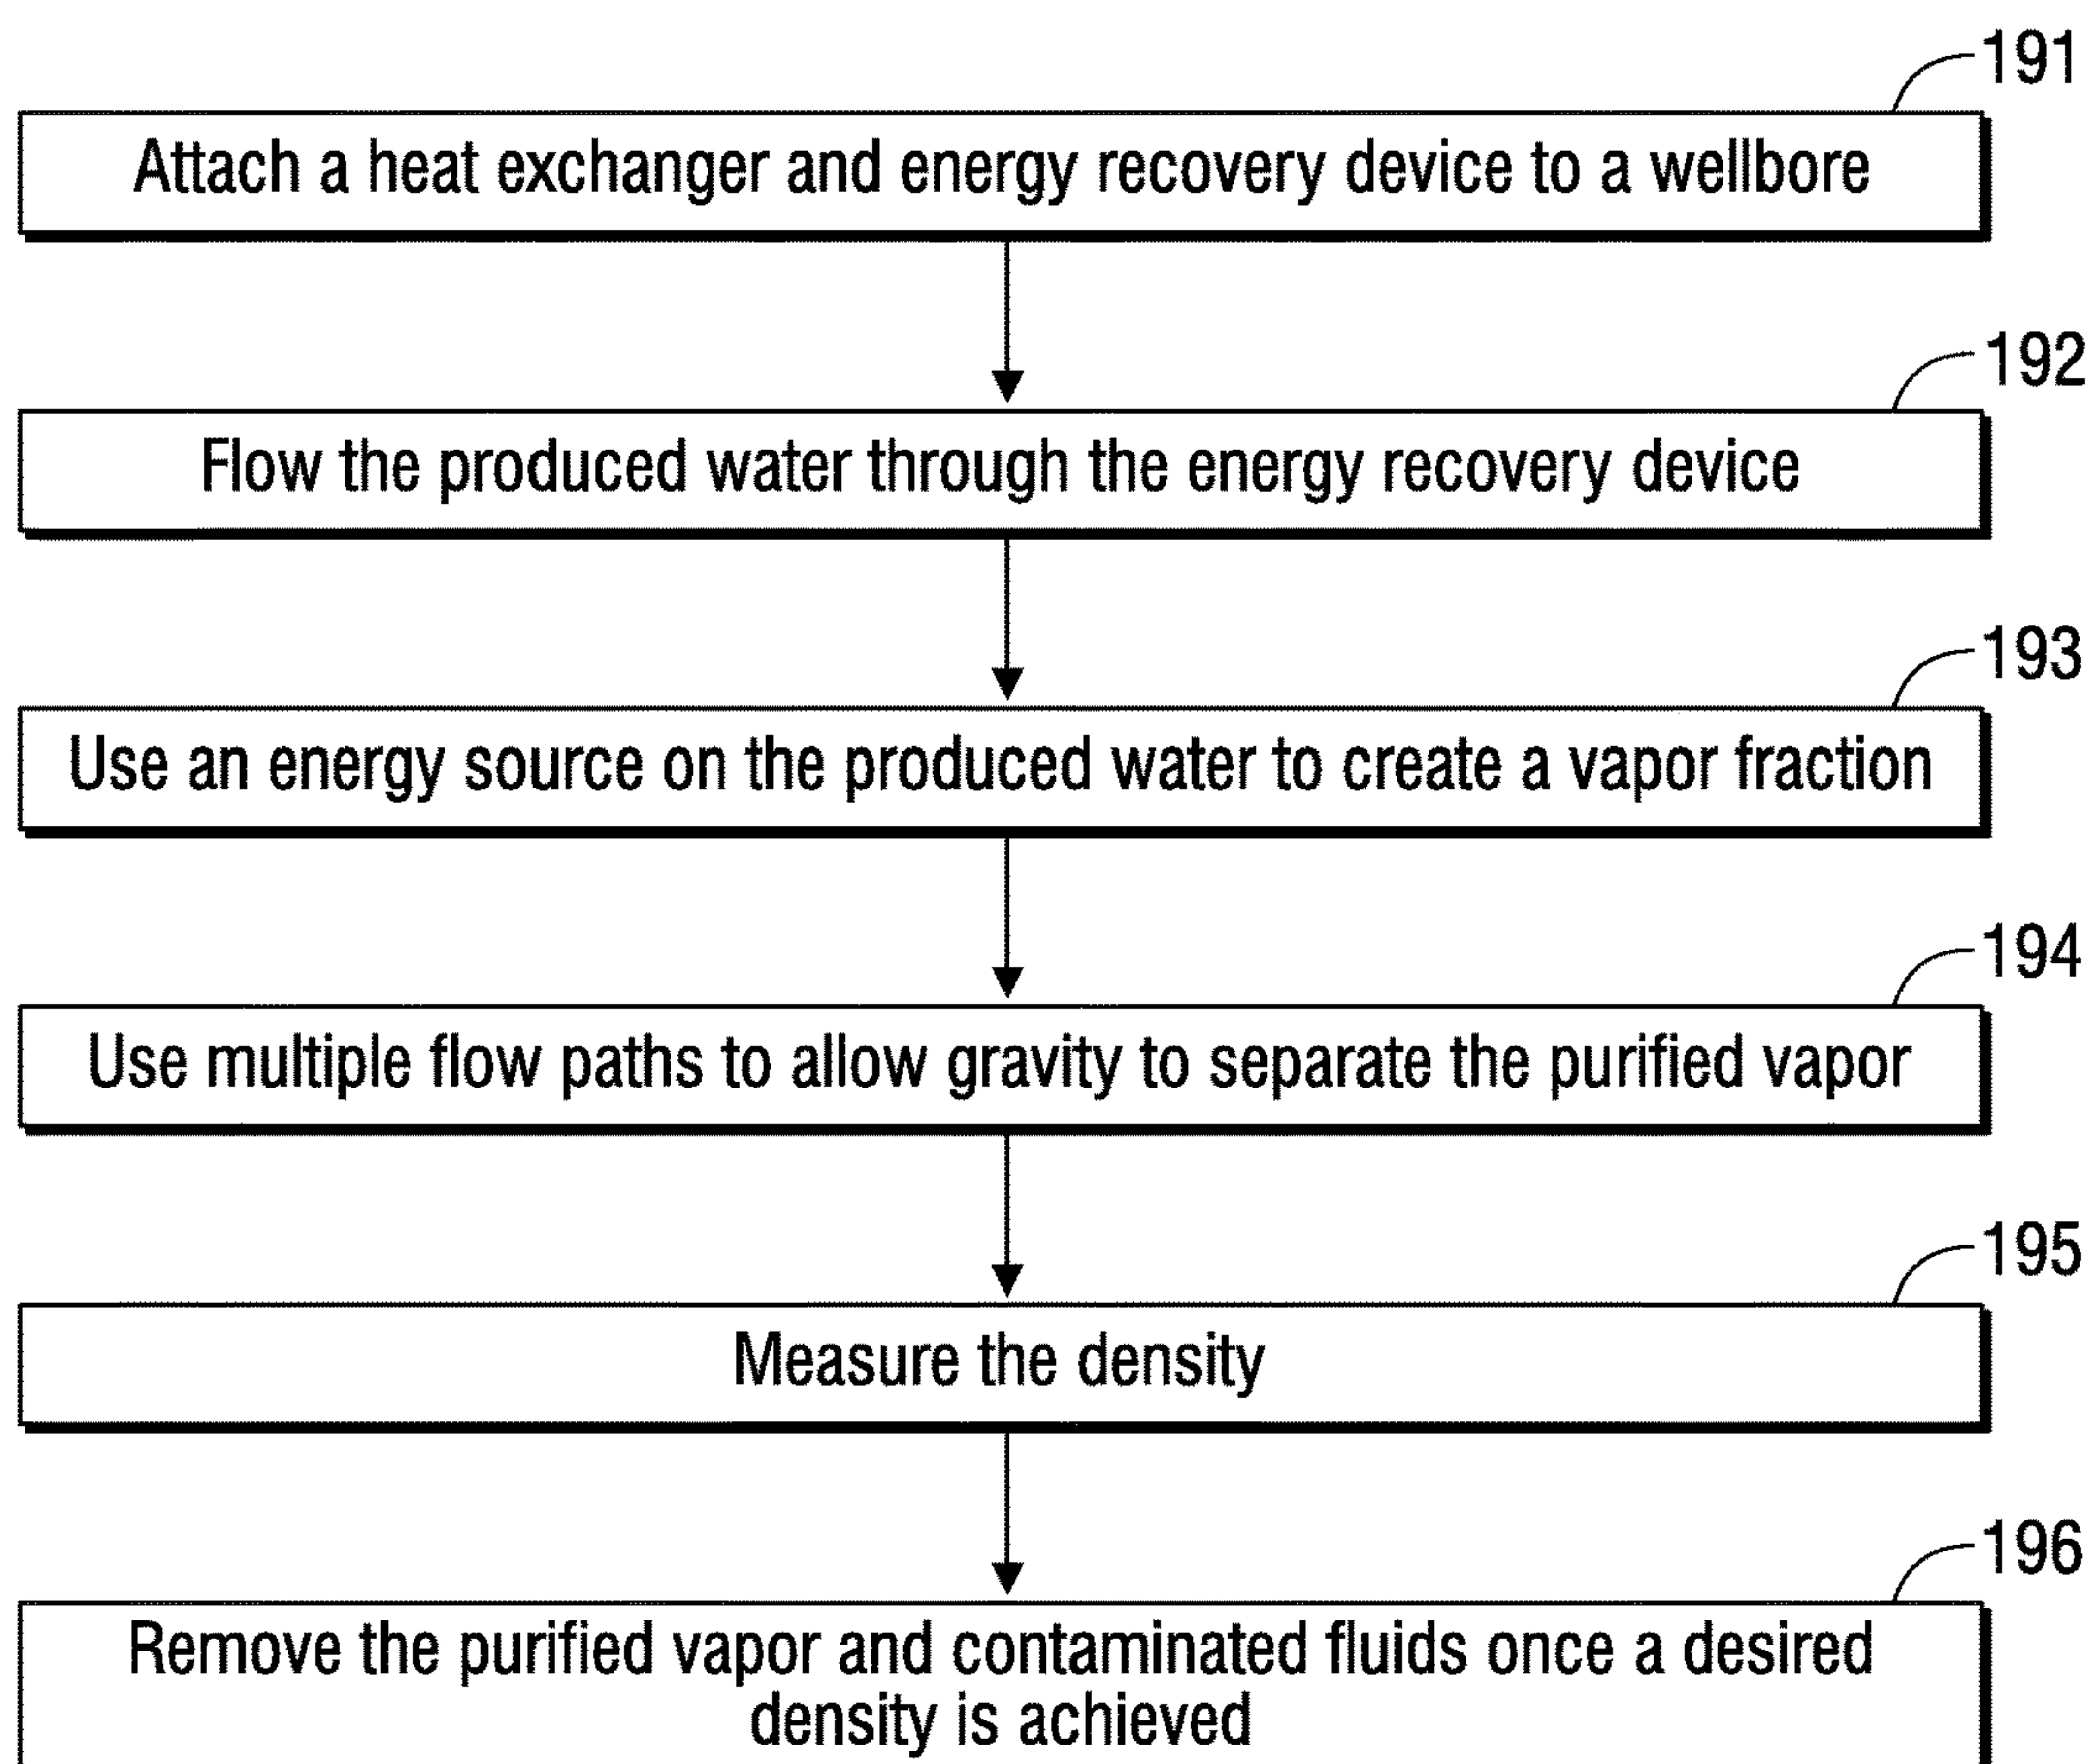 191
Attach a heat exchanger and energy recovery device to a wellbore
192
Flow the produced water through the energy recovery device
193
Use an energy source on the produced water to create a vapor fraction
194
Use multiple flow paths to allow gravity to separate the purified vapor
195
Measure the density
196
Remove the purified vapor and contaminated fluids once a desired
density is achieved